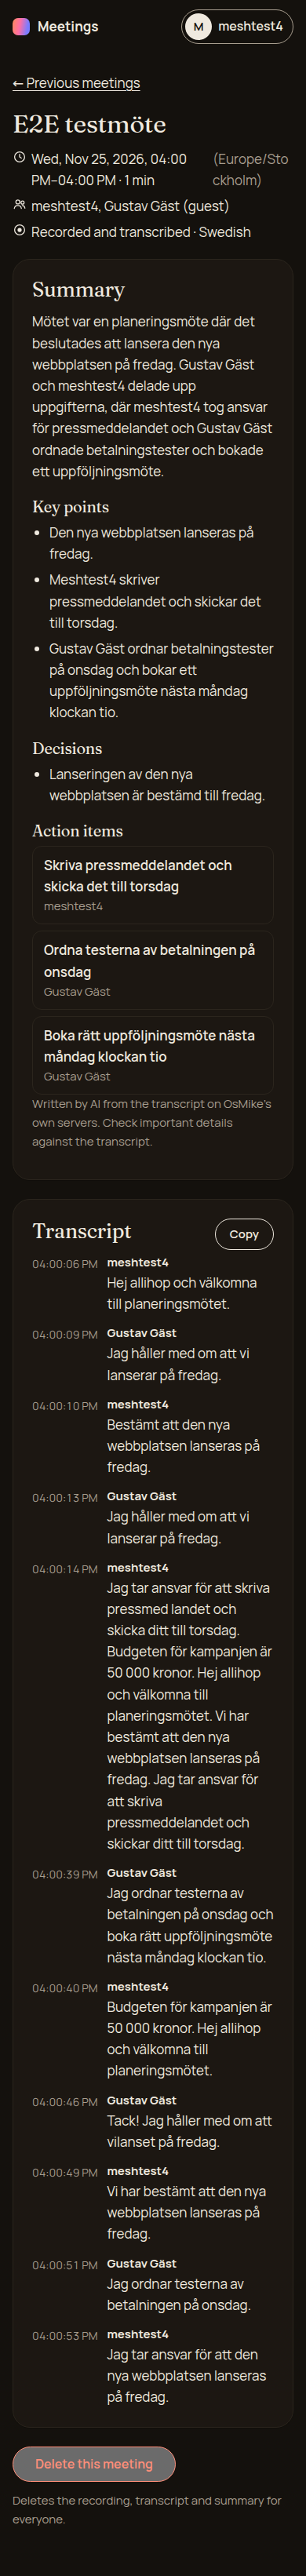 Meetings
M meshtest4
← Previous meetings
E2E testmöte
Wed, Nov 25, 2026, 04:00 (Europe/Sto
PM–04:00 PM · 1 min ckholm)
meshtest4, Gustav Gäst (guest)
Recorded and transcribed · Swedish
Summary
Mötet var en planeringsmöte där det
beslutades att lansera den nya
webbplatsen på fredag. Gustav Gäst
och meshtest4 delade upp
uppgifterna, där meshtest4 tog ansvar
för pressmeddelandet och Gustav Gäst
ordnade betalningstester och bokade
ett uppföljningsmöte.
Key points
• Den nya webbplatsen lanseras på
fredag.
• Meshtest4 skriver
pressmeddelandet och skickar det
till torsdag.
• Gustav Gäst ordnar betalningstester
på onsdag och bokar ett
uppföljningsmöte nästa måndag
klockan tio.
Decisions
• Lanseringen av den nya
webbplatsen är bestämd till fredag.
Action items
Skriva pressmeddelandet och
skicka det till torsdag
meshtest4
Ordna testerna av betalningen på
onsdag
Gustav Gäst
Boka rätt uppföljningsmöte nästa
måndag klockan tio
Gustav Gäst
Written by AI from the transcript on OsMike's
own servers. Check important details
against the transcript.
Transcript
Copy
04:00:06 PM meshtest4
Hej allihop och välkomna
till planeringsmötet.
04:00:09 PM Gustav Gäst
Jag håller med om att vi
lanserar på fredag.
04:00:10 PM meshtest4
Bestämt att den nya
webbplatsen lanseras på
fredag.
04:00:13 PM Gustav Gäst
Jag håller med om att vi
lanserar på fredag.
04:00:14 PM meshtest4
Jag tar ansvar för att skriva
pressmed landet och
skicka ditt till torsdag.
Budgeten för kampanjen är
50 000 kronor. Hej allihop
och välkomna till
planeringsmötet. Vi har
bestämt att den nya
webbplatsen lanseras på
fredag. Jag tar ansvar för
att skriva
pressmeddelandet och
skickar ditt till torsdag.
04:00:39 PM Gustav Gäst
Jag ordnar testerna av
betalningen på onsdag och
boka rätt uppföljningsmöte
nästa måndag klockan tio.
04:00:40 PM meshtest4
Budgeten för kampanjen är
50 000 kronor. Hej allihop
och välkomna till
planeringsmötet.
04:00:46 PM Gustav Gäst
Tack! Jag håller med om att
vilanset på fredag.
04:00:49 PM meshtest4
Vi har bestämt att den nya
webbplatsen lanseras på
fredag.
04:00:51 PM Gustav Gäst
Jag ordnar testerna av
betalningen på onsdag.
04:00:53 PM meshtest4
Jag tar ansvar för att den
nya webbplatsen lanseras
på fredag.
Delete this meeting
Deletes the recording, transcript and summary for
everyone.